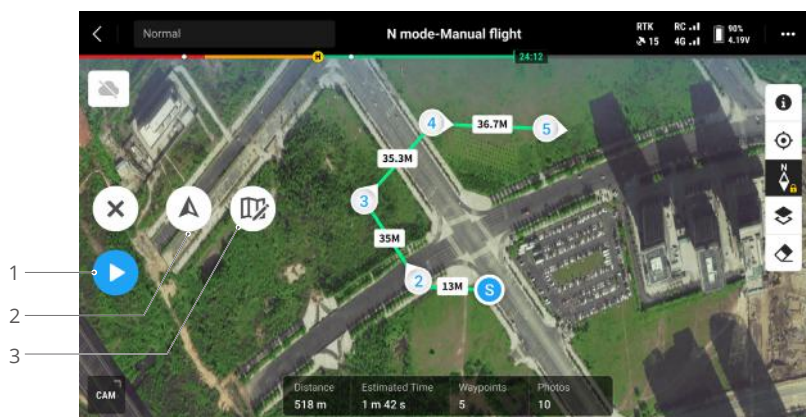 Normal
N mode-Manual flight
RTK
15
RC
4G
90%
4.19V
H
24:12
4
36.7M
5
35.3M
3
35M
2
13M
S
N
1
2
3
CAM
Distance
518 m
Estimated Time
1 m 42 s
Waypoints
5
Photos
10